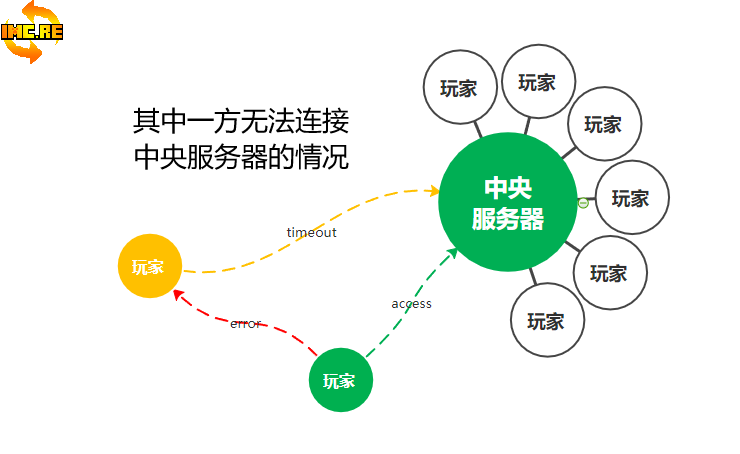 IMC.RE
其中一方无法连接
中央服务器的情况
玩家
玩家
玩家
玩家
玩家
玩家
中央
服务器
timeout
玩家
access
error
玩家